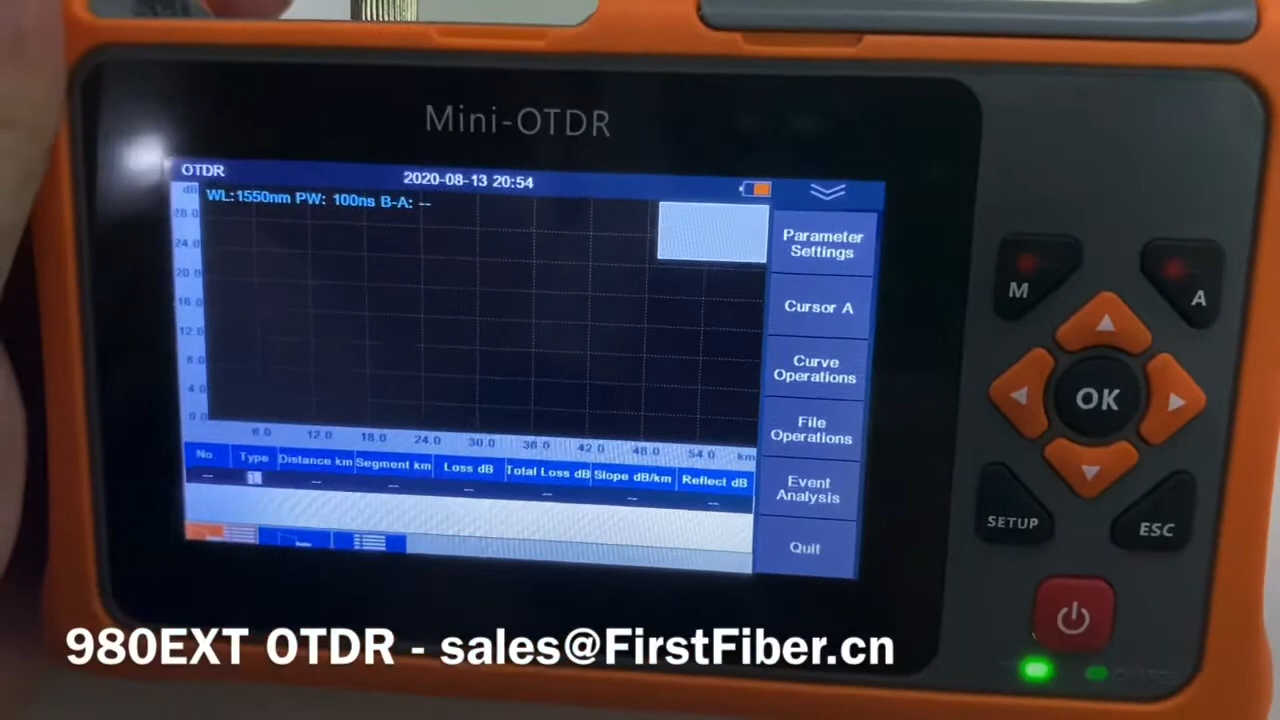 Mini-OTDR
OTDR
2020-08-13 20:54
dB
WL:1550nm PW: 100ns B-A: --
28.0
24.0
20.0
16.0
12.0
8.0
4.0
0.0
6.0 12.0 18.0 24.0 30.0 36.0 42.0 48.0 54.0 km
No. Type Distance km Segment km Loss dB Total Loss dB Slope dB/km Reflect dB
-- -- -- -- -- -- --
Parameter
Settings
Cursor A
Curve
Operations
File
Operations
Event
Analysis
Quit
M
A
OK
SETUP
ESC
980EXT OTDR - sales@FirstFiber.cn